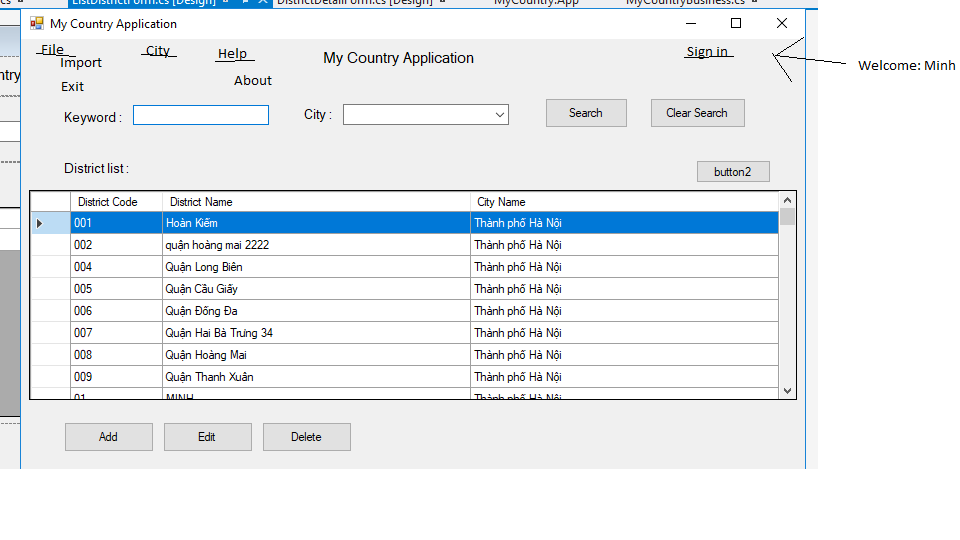 ListDistrictForm.cs [Design]
DistrictDetailForm.cs [Design]
MyCountry.App
MyCountryBusiness.cs
My Country Application
File City Help My Country Application Sign in
Welcome: Minh
Import
Exit About
Keyword : City : Search Clear Search
District list : button2
District Code District Name City Name
001 Hoàn Kiếm Thành phố Hà Nội
002 quận hoàng mai 2222 Thành phố Hà Nội
004 Quận Long Biên Thành phố Hà Nội
005 Quận Cầu Giấy Thành phố Hà Nội
006 Quận Đống Đa Thành phố Hà Nội
007 Quận Hai Bà Trưng 34 Thành phố Hà Nội
008 Quận Hoàng Mai Thành phố Hà Nội
009 Quận Thanh Xuân Thành phố Hà Nội
01 MINH Thành phố Hà Nội
Add Edit Delete